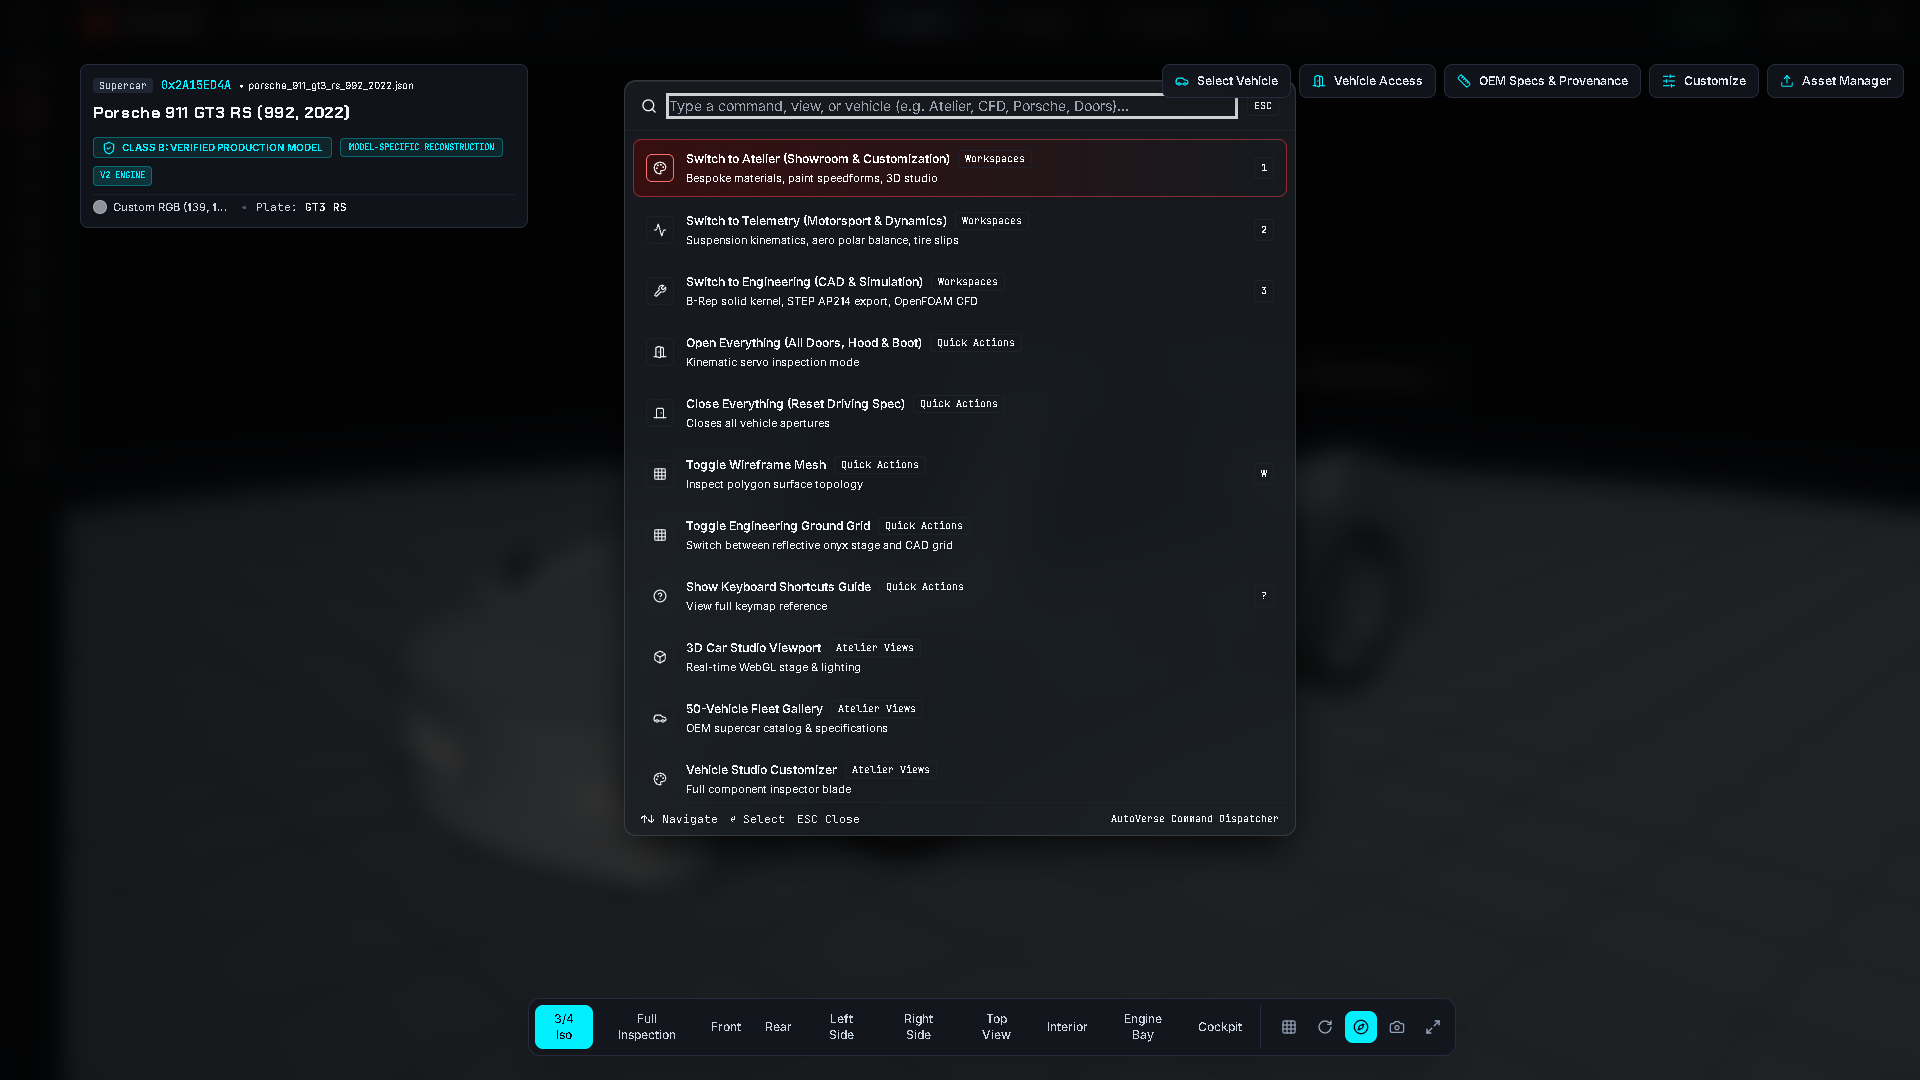 Supercar 0x2A15ED4A • porsche_911_gt3_rs_992_2022.json
Porsche 911 GT3 RS (992, 2022)
CLASS B: VERIFIED PRODUCTION MODEL
MODEL-SPECIFIC RECONSTRUCTION
V2 ENGINE
Custom RGB (139, 1... • Plate: GT3 RS
Select Vehicle
Vehicle Access
OEM Specs & Provenance
Customize
Asset Manager
Type a command, view, or vehicle (e.g. Atelier, CFD, Porsche, Doors)...
ESC
Switch to Atelier (Showroom & Customization) Workspaces
Bespoke materials, paint speedforms, 3D studio
1
Switch to Telemetry (Motorsport & Dynamics) Workspaces
Suspension kinematics, aero polar balance, tire slips
2
Switch to Engineering (CAD & Simulation) Workspaces
B-Rep solid kernel, STEP AP214 export, OpenFOAM CFD
3
Open Everything (All Doors, Hood & Boot) Quick Actions
Kinematic servo inspection mode
Close Everything (Reset Driving Spec) Quick Actions
Closes all vehicle apertures
Toggle Wireframe Mesh Quick Actions
Inspect polygon surface topology
W
Toggle Engineering Ground Grid Quick Actions
Switch between reflective onyx stage and CAD grid
Show Keyboard Shortcuts Guide Quick Actions
View full keymap reference
?
3D Car Studio Viewport Atelier Views
Real-time WebGL stage & lighting
50-Vehicle Fleet Gallery Atelier Views
OEM supercar catalog & specifications
Vehicle Studio Customizer Atelier Views
Full component inspector blade
↑↓ Navigate ↵ Select ESC Close
AutoVerse Command Dispatcher
3/4
Iso
Full
Inspection
Front
Rear
Left
Side
Right
Side
Top
View
Interior
Engine
Bay
Cockpit